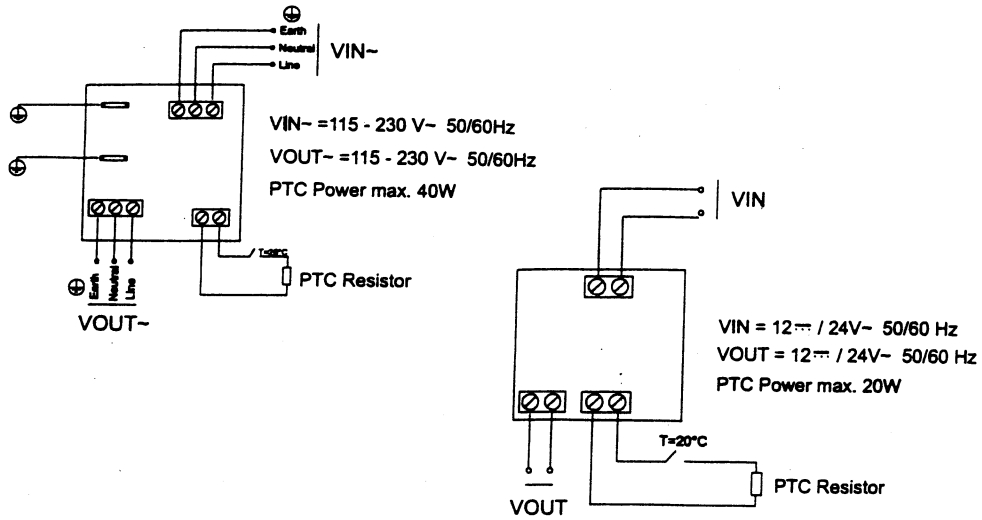 Earth
Neutral
Line
VIN~
VIN~ =115 - 230 V~ 50/60Hz
VOUT~ =115 - 230 V~ 50/60Hz
PTC Power max. 40W
T=20°C
PTC Resistor
Earth
Neutral
Line
VOUT~
VIN
VIN = 12⎓ / 24V~ 50/60 Hz
VOUT = 12⎓ / 24V~ 50/60 Hz
PTC Power max. 20W
T=20°C
PTC Resistor
VOUT